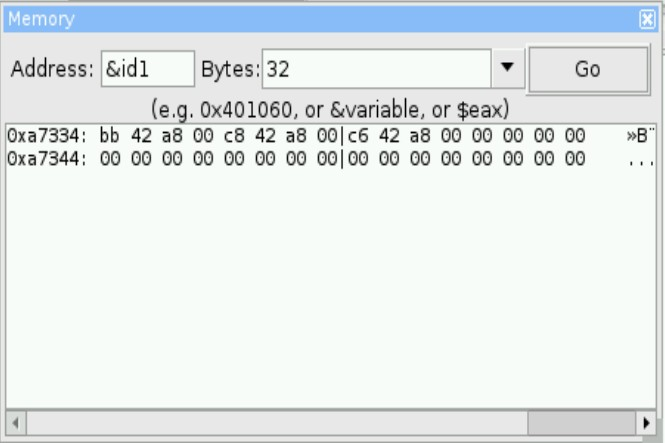 Memory
Address: &id1 Bytes: 32 Go
(e.g. 0x401060, or &variable, or $eax)
0xa7334: bb 42 a8 00 c8 42 a8 00|c6 42 a8 00 00 00 00 00 »B¨
0xa7344: 00 00 00 00 00 00 00 00|00 00 00 00 00 00 00 00 ...